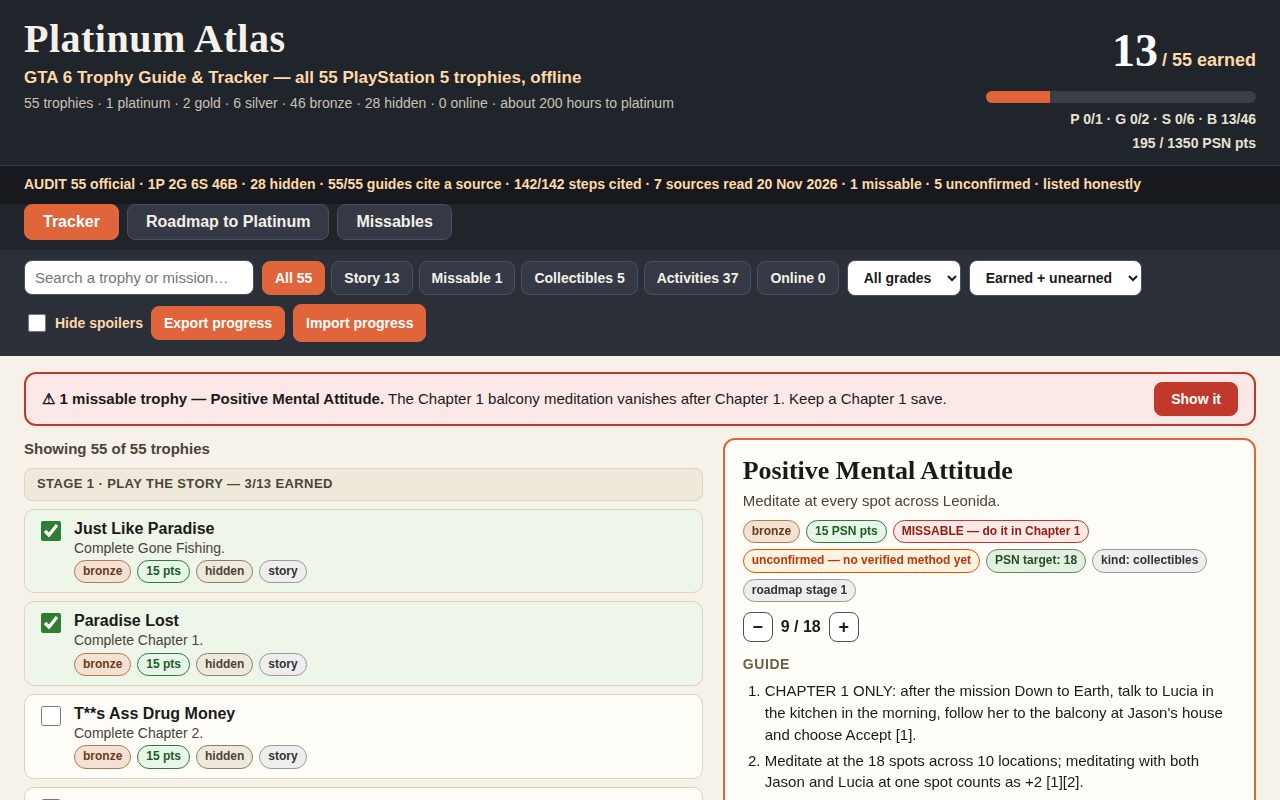 Platinum Atlas
GTA 6 Trophy Guide & Tracker — all 55 PlayStation 5 trophies, offline
55 trophies · 1 platinum · 2 gold · 6 silver · 46 bronze · 28 hidden · 0 online · about 200 hours to platinum
13 / 55 earned
P 0/1 · G 0/2 · S 0/6 · B 13/46
195 / 1350 PSN pts
AUDIT 55 official · 1P 2G 6S 46B · 28 hidden · 55/55 guides cite a source · 142/142 steps cited · 7 sources read 20 Nov 2026 · 1 missable · 5 unconfirmed · listed honestly
Tracker
Roadmap to Platinum
Missables
Search a trophy or mission…
All 55
Story 13
Missable 1
Collectibles 5
Activities 37
Online 0
All grades
Earned + unearned
Hide spoilers
Export progress
Import progress
⚠ 1 missable trophy — Positive Mental Attitude. The Chapter 1 balcony meditation vanishes after Chapter 1. Keep a Chapter 1 save.
Show it
Showing 55 of 55 trophies
STAGE 1 · PLAY THE STORY — 3/13 EARNED
Just Like Paradise
Complete Gone Fishing.
bronze
15 pts
hidden
story
Paradise Lost
Complete Chapter 1.
bronze
15 pts
hidden
story
T**s Ass Drug Money
Complete Chapter 2.
bronze
15 pts
hidden
story
Positive Mental Attitude
Meditate at every spot across Leonida.
bronze
15 PSN pts
MISSABLE — do it in Chapter 1
unconfirmed — no verified method yet
PSN target: 18
kind: collectibles
roadmap stage 1
− 9 / 18 +
GUIDE
1. CHAPTER 1 ONLY: after the mission Down to Earth, talk to Lucia in
the kitchen in the morning, follow her to the balcony at Jason's house
and choose Accept [1].
2. Meditate at the 18 spots across 10 locations; meditating with both
Jason and Lucia at one spot counts as +2 [1][2].